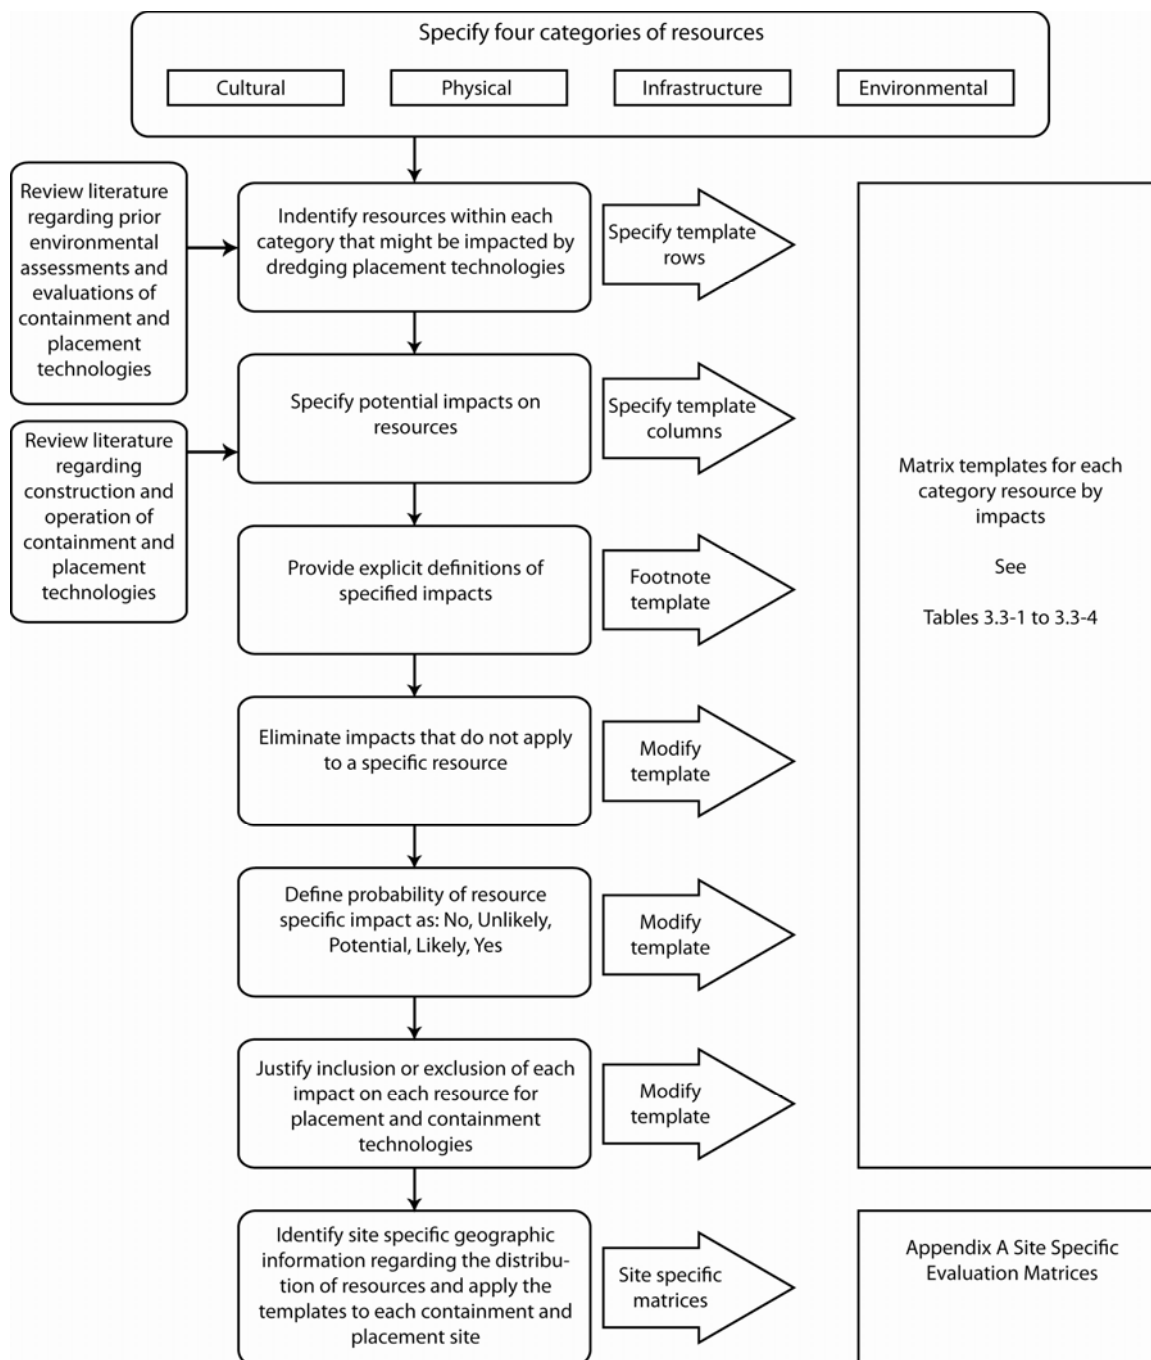 Specify four categories of resources
Cultural
Physical
Infrastructure
Environmental
Review literature
regarding prior
environmental
assessments and
evaluations of
containment and
placement
technologies
Indentify resources within each
category that might be impacted by
dredging placement technologies
Specify template
rows
Review literature
regarding
construction and
operation of
containment and
placement
technologies
Specify potential impacts on
resources
Specify template
columns
Provide explicit definitions of
specified impacts
Footnote
template
Eliminate impacts that do not apply
to a specific resource
Modify
template
Define probability of resource
specific impact as: No, Unlikely,
Potential, Likely, Yes
Modify
template
Justify inclusion or exclusion of each
impact on each resource for
placement and containment
technologies
Modify
template
Matrix templates for each
category resource by
impacts
See
Tables 3.3-1 to 3.3-4
Identify site specific geographic
information regarding the distribu-
tion of resources and apply the
templates to each containment and
placement site
Site specific
matrices
Appendix A Site Specific
Evaluation Matrices